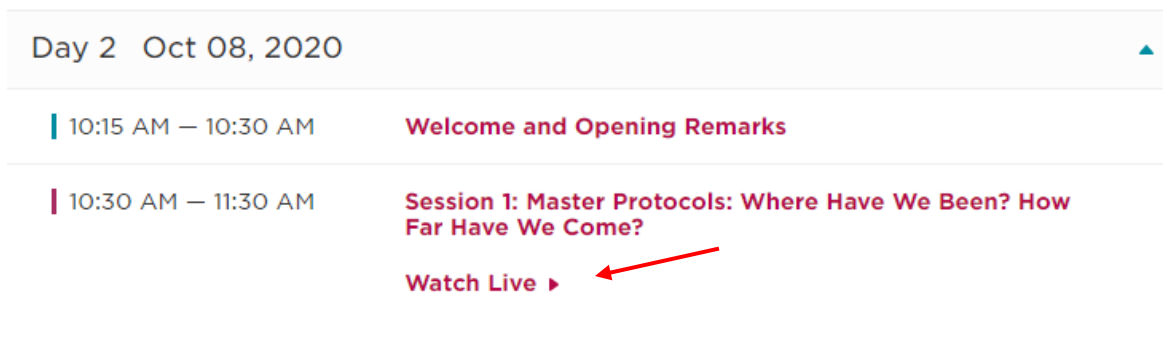 Day 2 Oct 08, 2020
10:15 AM — 10:30 AM Welcome and Opening Remarks
10:30 AM — 11:30 AM Session 1: Master Protocols: Where Have We Been? How
Far Have We Come?
Watch Live